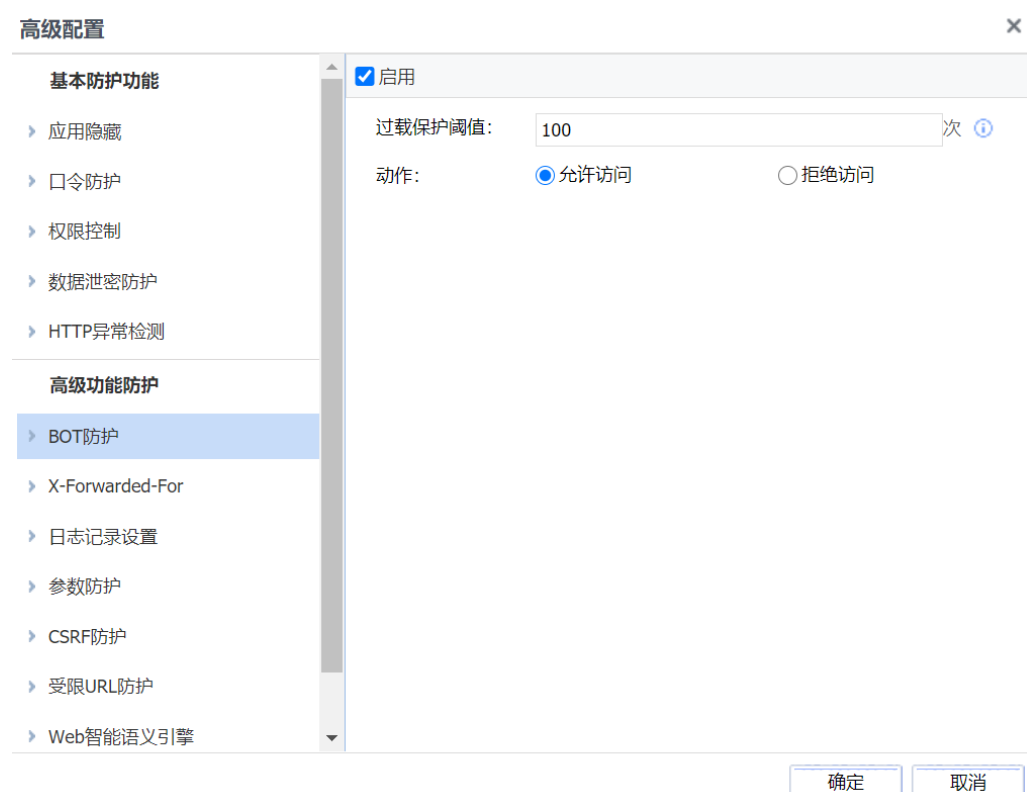 高级配置
基本防护功能
应用隐藏
口令防护
权限控制
数据泄密防护
HTTP异常检测
高级功能防护
BOT防护
X-Forwarded-For
日志记录设置
参数防护
CSRF防护
受限URL防护
Web智能语义引擎
启用
过载保护阈值： 100 次
动作： 允许访问 拒绝访问
确定 取消